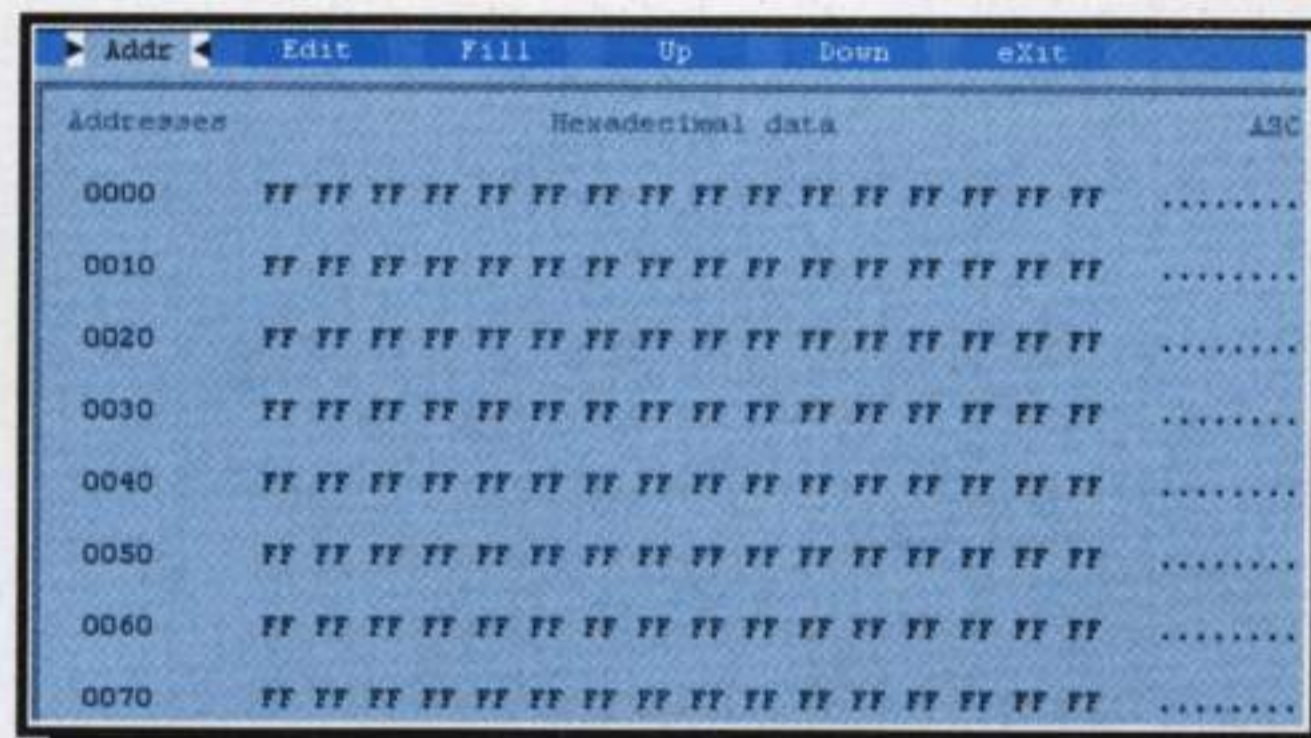 ► Addr ◄ Edit Fill Up Down eXit
Addresses Hexadecimal data ASC
0000 FF FF FF FF FF FF FF FF FF FF FF FF FF FF FF FF ........
0010 FF FF FF FF FF FF FF FF FF FF FF FF FF FF FF FF ........
0020 FF FF FF FF FF FF FF FF FF FF FF FF FF FF FF FF ........
0030 FF FF FF FF FF FF FF FF FF FF FF FF FF FF FF FF ........
0040 FF FF FF FF FF FF FF FF FF FF FF FF FF FF FF FF ........
0050 FF FF FF FF FF FF FF FF FF FF FF FF FF FF FF FF ........
0060 FF FF FF FF FF FF FF FF FF FF FF FF FF FF FF FF ........
0070 FF FF FF FF FF FF FF FF FF FF FF FF FF FF FF FF ........